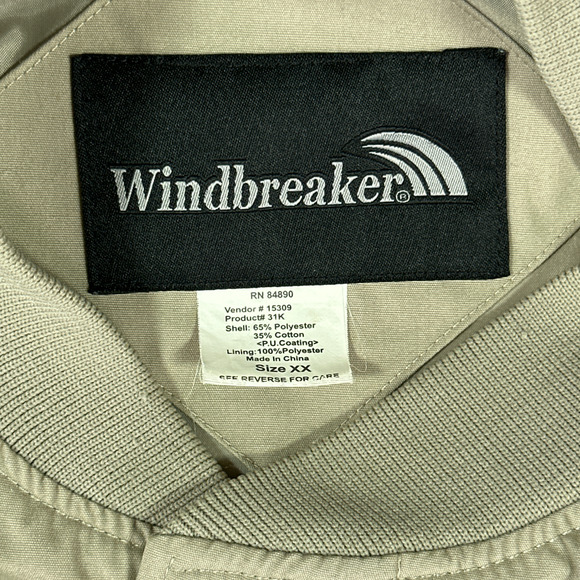 Windbreaker®
RN 84890
Vendor # 15309
Product# 31K
Shell: 65% Polyester
35% Cotton
<P.U.Coating>
Lining:100%Polyester
Made In China
Size XX
SEE REVERSE FOR CARE